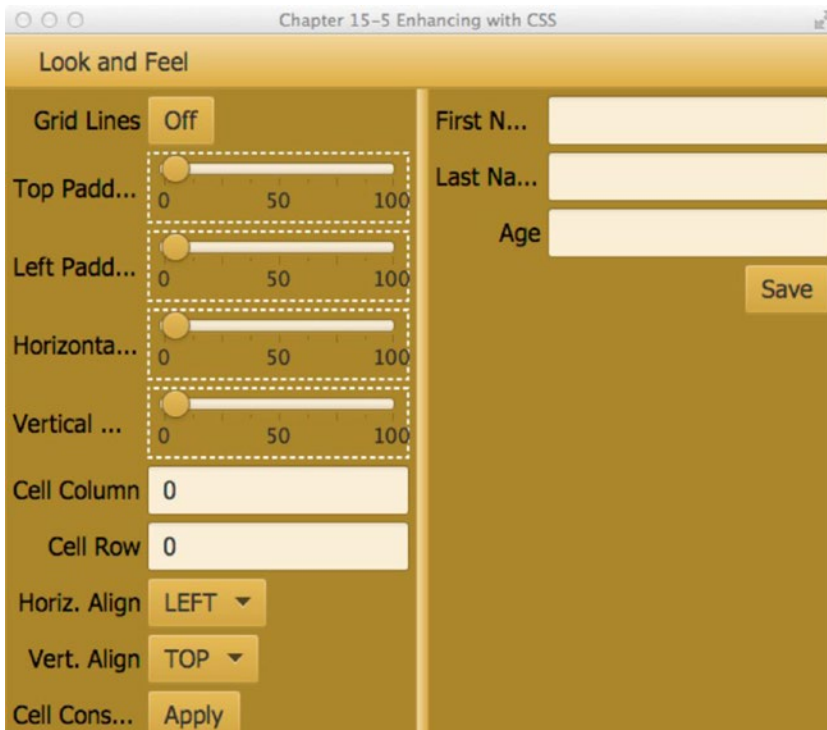 Chapter 15-5 Enhancing with CSS
Look and Feel
Grid Lines Off
Top Padd... 0 50 100
Left Padd... 0 50 100
Horizonta... 0 50 100
Vertical ... 0 50 100
Cell Column 0
Cell Row 0
Horiz. Align LEFT
Vert. Align TOP
Cell Cons... Apply
First N...
Last Na...
Age
Save